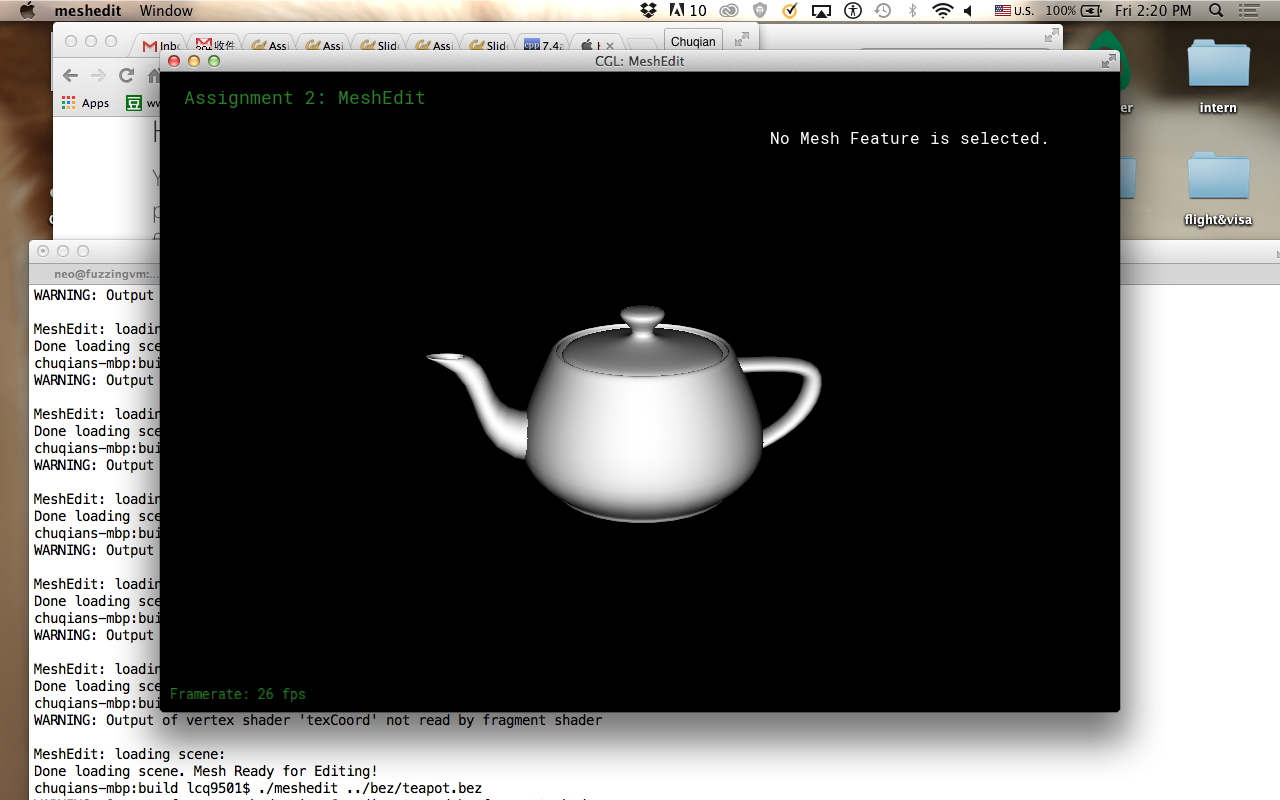 meshedit Window 10 U.S. 100% Fri 2:20 PM
Inb 收件 Assi Assi Slid Ass Slid 7.4 Chuqian
CGL: MeshEdit
Apps ww
Assignment 2: MeshEdit
No Mesh Feature is selected.
intern
flight&visa
neo@fuzzingvm:...
WARNING: Output
MeshEdit: loadin
Done loading sce
chuqians-mbp:bui
WARNING: Output
MeshEdit: loadin
Done loading sce
chuqians-mbp:bui
WARNING: Output
MeshEdit: loadin
Done loading sce
chuqians-mbp:bui
WARNING: Output
MeshEdit: loadin
Done loading sce
chuqians-mbp:bui
WARNING: Output
MeshEdit: loadin
Done loading sce
chuqians-mbp:bui
Framerate: 26 fps
WARNING: Output of vertex shader 'texCoord' not read by fragment shader
MeshEdit: loading scene:
Done loading scene. Mesh Ready for Editing!
chuqians-mbp:build lcq9501$ ./meshedit ../bez/teapot.bez